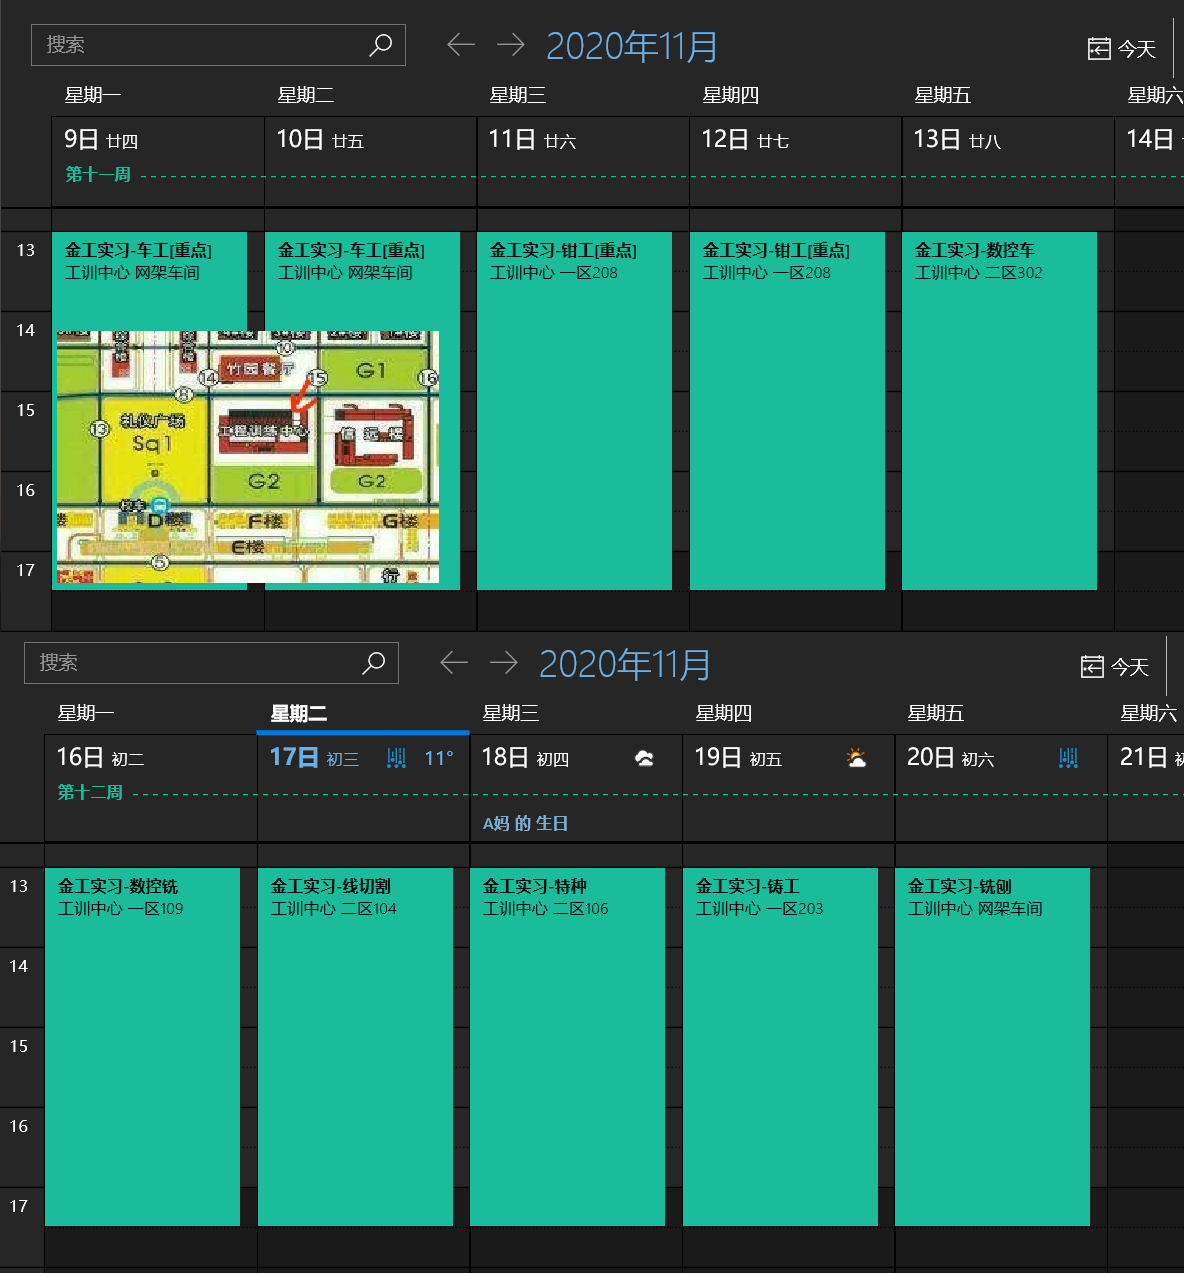 搜索
2020年11月
今天
星期一 星期二 星期三 星期四 星期五 星期六
9日 廿四 10日 廿五 11日 廿六 12日 廿七 13日 廿八 14日
第十一周
13
金工实习-车工[重点]
工训中心 网架车间
金工实习-车工[重点]
工训中心 网架车间
金工实习-钳工[重点]
工训中心 一区208
金工实习-钳工[重点]
工训中心 一区208
金工实习-数控车
工训中心 二区302
14
15
16
17
10
竹园餐厅
14
15
G1
16
8
礼仪广场
Sq1
13
工程训练中心
信远楼
G2
G2
校车
D楼
F楼
G楼
E楼
5
行
搜索
2020年11月
今天
星期一 星期二 星期三 星期四 星期五 星期六
16日 初二 17日 初三 11° 18日 初四 19日 初五 20日 初六 21日 初
第十二周
A妈 的 生日
13
金工实习-数控铣
工训中心 一区109
金工实习-线切割
工训中心 二区104
金工实习-特种
工训中心 二区106
金工实习-铸工
工训中心 一区203
金工实习-铣刨
工训中心 网架车间
14
15
16
17